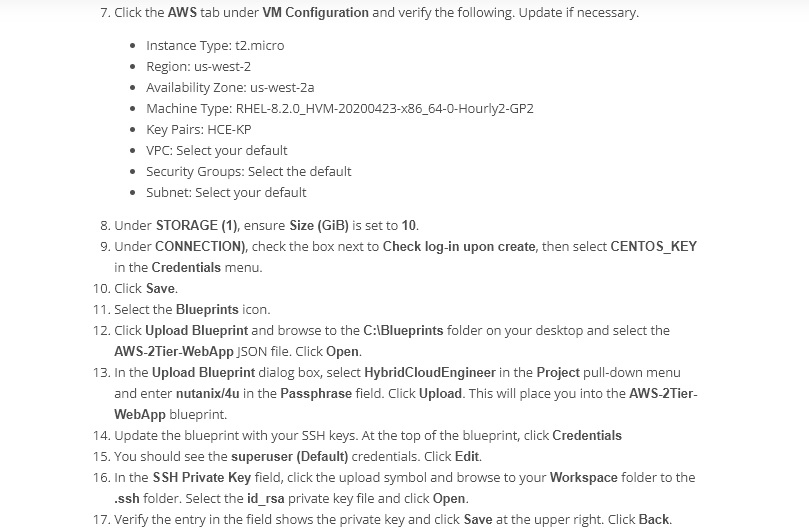 7. Click the AWS tab under VM Configuration and verify the following. Update if necessary.
• Instance Type: t2.micro
• Region: us-west-2
• Availability Zone: us-west-2a
• Machine Type: RHEL-8.2.0_HVM-20200423-x86_64-0-Hourly2-GP2
• Key Pairs: HCE-KP
• VPC: Select your default
• Security Groups: Select the default
• Subnet: Select your default
8. Under STORAGE (1), ensure Size (GiB) is set to 10.
9. Under CONNECTION), check the box next to Check log-in upon create, then select CENTOS_KEY
in the Credentials menu.
10. Click Save.
11. Select the Blueprints icon.
12. Click Upload Blueprint and browse to the C:\Blueprints folder on your desktop and select the
AWS-2Tier-WebApp JSON file. Click Open.
13. In the Upload Blueprint dialog box, select HybridCloudEngineer in the Project pull-down menu
and enter nutanix/4u in the Passphrase field. Click Upload. This will place you into the AWS-2Tier-
WebApp blueprint.
14. Update the blueprint with your SSH keys. At the top of the blueprint, click Credentials
15. You should see the superuser (Default) credentials. Click Edit.
16. In the SSH Private Key field, click the upload symbol and browse to your Workspace folder to the
.ssh folder. Select the id_rsa private key file and click Open.
17. Verify the entry in the field shows the private key and click Save at the upper right. Click Back.